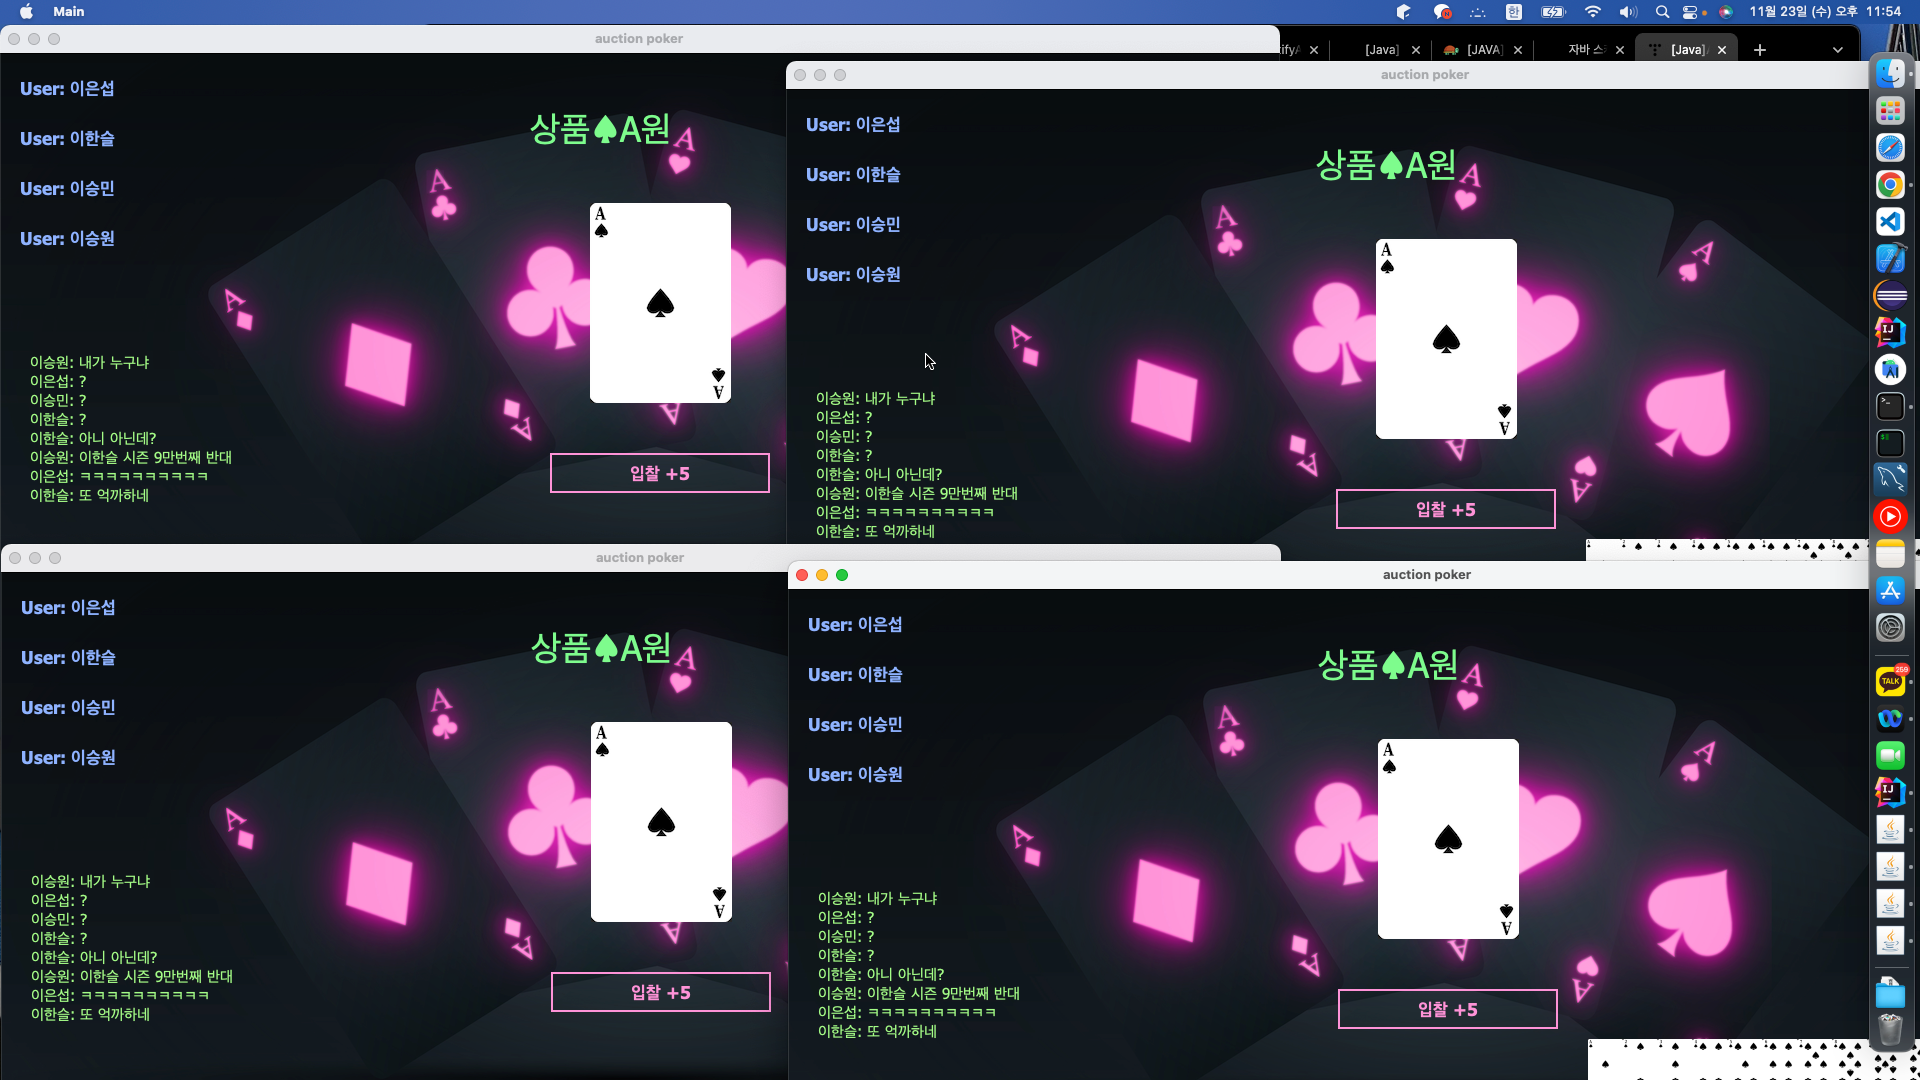 Main
11월 23일 (수) 오후 11:54
한
tifyA
[Java]
[JAVA]
자바 스
[Java]
auction poker
User: 이은섭
User: 이한슬
User: 이승민
User: 이승원
상품♠A원
A
A
A
A
A
A
A
이승원: 내가 누구냐
이은섭: ?
이승민: ?
이한슬: ?
이한슬: 아니 아닌데?
이승원: 이한슬 시즌 9만번째 반대
이은섭: ㅋㅋㅋㅋㅋㅋㅋㅋㅋㅋ
이한슬: 또 억까하네
입찰 +5
auction poker
User: 이은섭
User: 이한슬
User: 이승민
User: 이승원
상품♠A원
A
A
A
A
A
A
A
A
A
이승원: 내가 누구냐
이은섭: ?
이승민: ?
이한슬: ?
이한슬: 아니 아닌데?
이승원: 이한슬 시즌 9만번째 반대
이은섭: ㅋㅋㅋㅋㅋㅋㅋㅋㅋㅋ
이한슬: 또 억까하네
입찰 +5
auction poker
User: 이은섭
User: 이한슬
User: 이승민
User: 이승원
상품♠A원
A
A
A
A
A
A
A
이승원: 내가 누구냐
이은섭: ?
이승민: ?
이한슬: ?
이한슬: 아니 아닌데?
이승원: 이한슬 시즌 9만번째 반대
이은섭: ㅋㅋㅋㅋㅋㅋㅋㅋㅋㅋ
이한슬: 또 억까하네
입찰 +5
auction poker
User: 이은섭
User: 이한슬
User: 이승민
User: 이승원
상품♠A원
A
A
A
A
A
A
A
A
A
이승원: 내가 누구냐
이은섭: ?
이승민: ?
이한슬: ?
이한슬: 아니 아닌데?
이승원: 이한슬 시즌 9만번째 반대
이은섭: ㅋㅋㅋㅋㅋㅋㅋㅋㅋㅋ
이한슬: 또 억까하네
입찰 +5
IJ
TALK
259
IJ